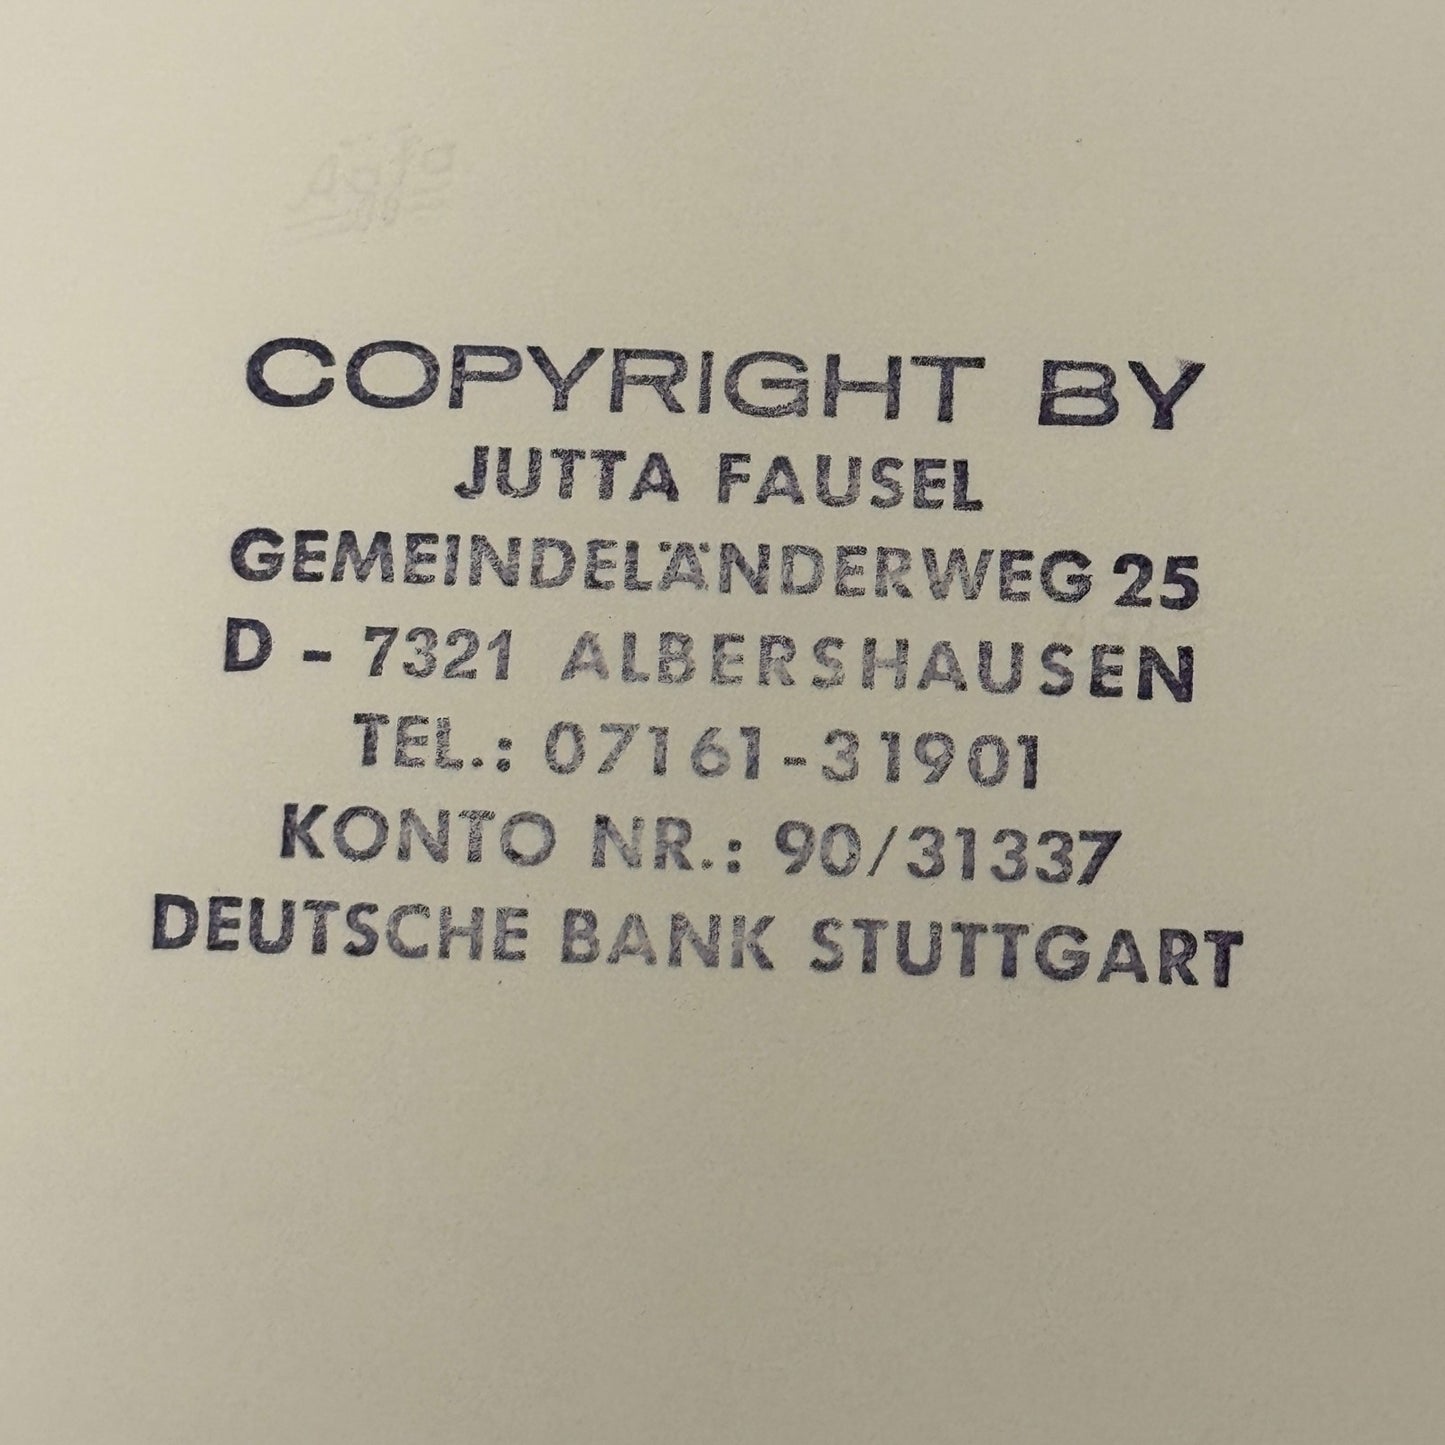 COPYRIGHT BY
JUTTA FAUSEL
GEMEINDELÄNDERWEG 25
D - 7321 ALBERSHAUSEN
TEL.: 07161-31901
KONTO NR.: 90/31337
DEUTSCHE BANK STUTTGART